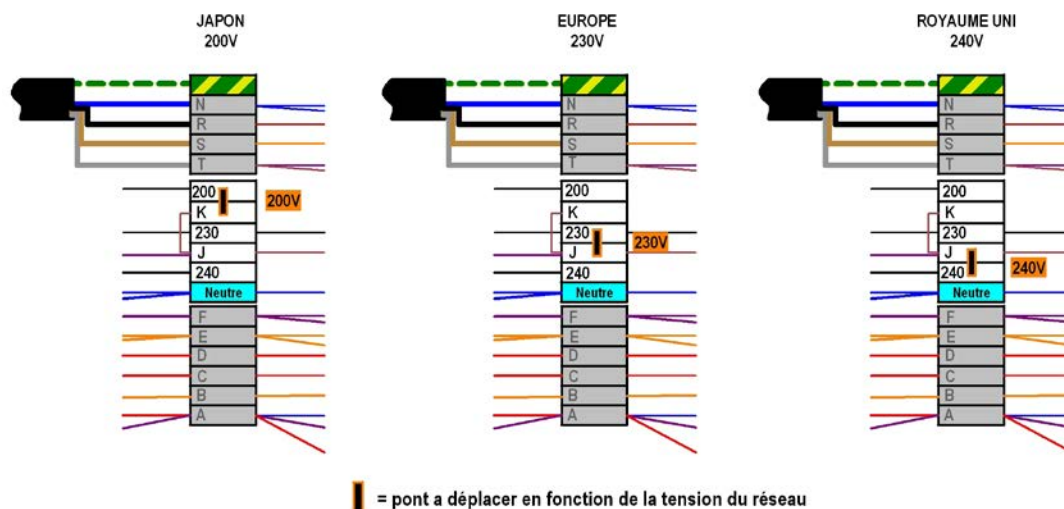 JAPON
200V
N
R
S
T
200
K
230
J
240
Neutre
F
E
D
C
B
A
200V
EUROPE
230V
N
R
S
T
200
K
230
J
240
Neutre
F
E
D
C
B
A
230V
ROYAUME UNI
240V
N
R
S
T
200
K
230
J
240
Neutre
F
E
D
C
B
A
240V
= pont a déplacer en fonction de la tension du réseau